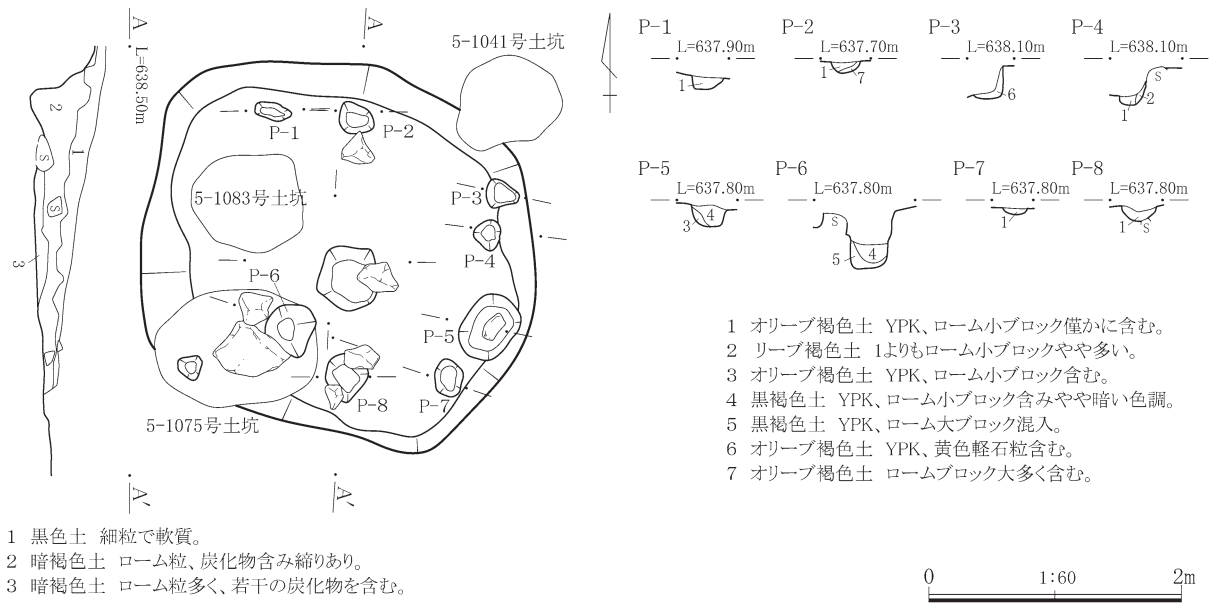 A
A
L=638.50m
5-1041号土坑
P-1
P-2
5-1083号土坑
P-3
P-4
P-6
P-5
P-8
P-7
5-1075号土坑
A′
A′
1
2
3
S
S
1 黒色土 細粒で軟質。
2 暗褐色土 ローム粒、炭化物含み締りあり。
3 暗褐色土 ローム粒多く、若干の炭化物を含む。
P-1
L=637.90m
1
P-2
L=637.70m
1
7
P-3
L=638.10m
6
P-4
L=638.10m
S
2
1
P-5
L=637.80m
4
3
P-6
L=637.80m
S
4
5
P-7
L=637.80m
1
P-8
L=637.80m
1
S
1 オリーブ褐色土 YPK、ローム小ブロック僅かに含む。
2 リーブ褐色土 1よりもローム小ブロックやや多い。
3 オリーブ褐色土 YPK、ローム小ブロック含む。
4 黒褐色土 YPK、ローム小ブロック含みやや暗い色調。
5 黒褐色土 YPK、ローム大ブロック混入。
6 オリーブ褐色土 YPK、黄色軽石粒含む。
7 オリーブ褐色土 ロームブロック大多く含む。
0 1:60 2m